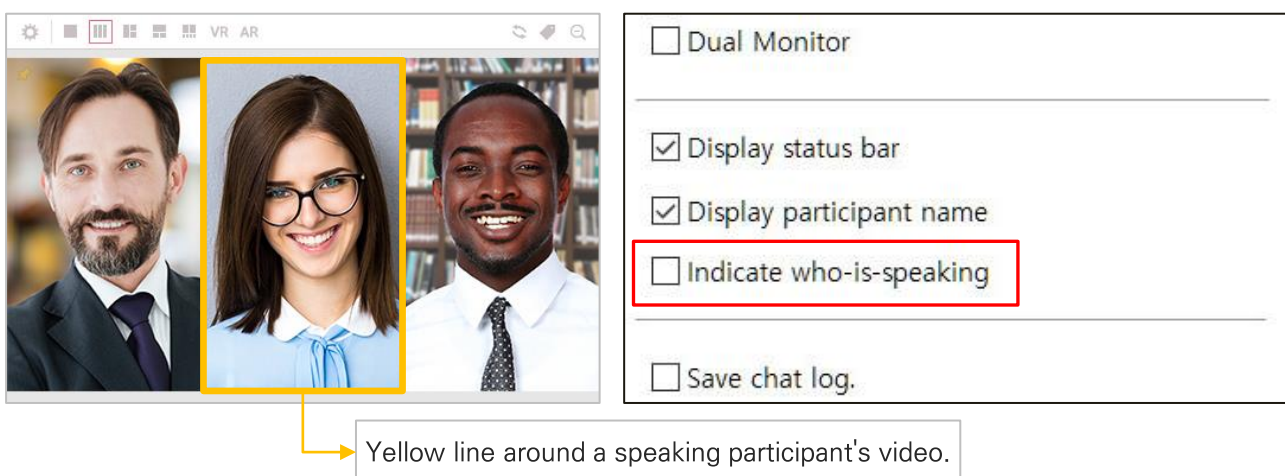 VR AR
Dual Monitor
Display status bar
Display participant name
Indicate who-is-speaking
Save chat log.
Yellow line around a speaking participant's video.